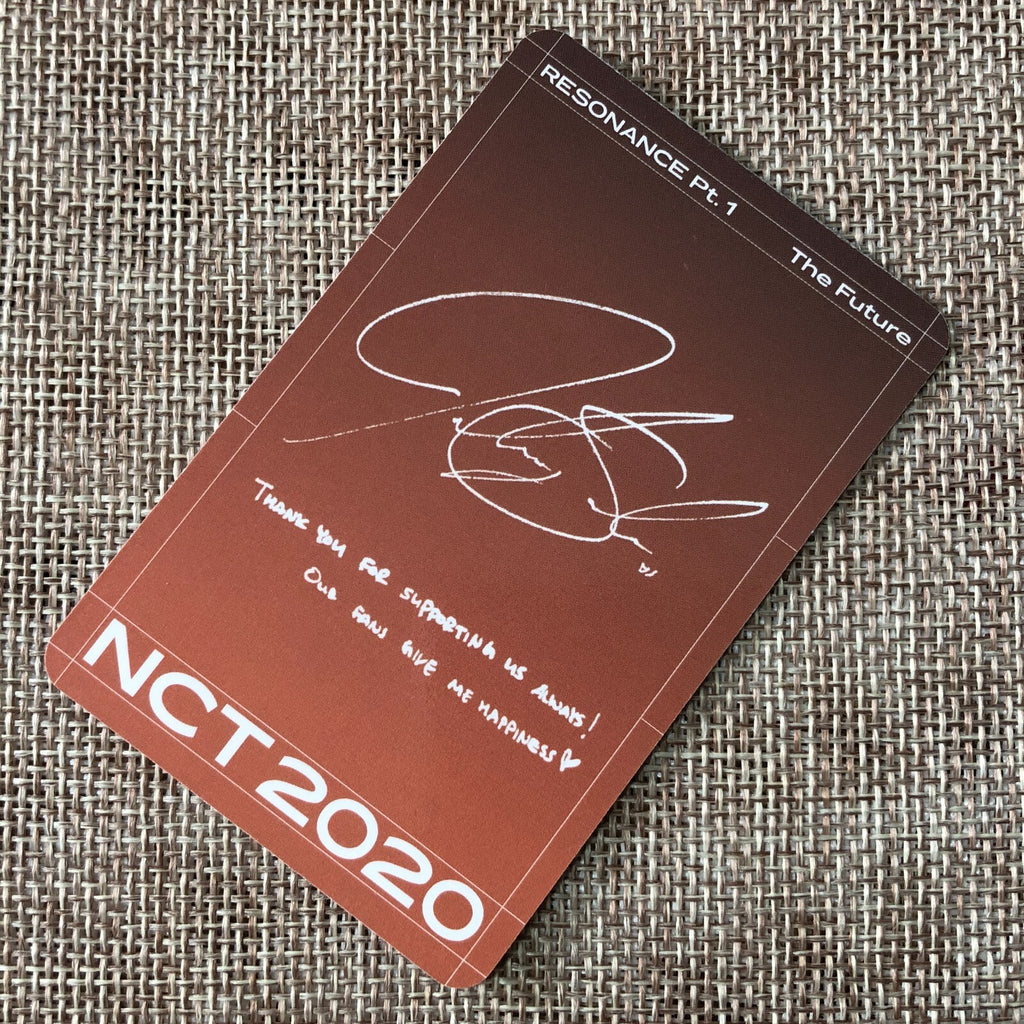 RESONANCE Pt. 1
The Future
THANK YOU FOR SUPPORTING US ALWAYS!
OUR FANS GIVE ME HAPPINESS♡
NCT 2020